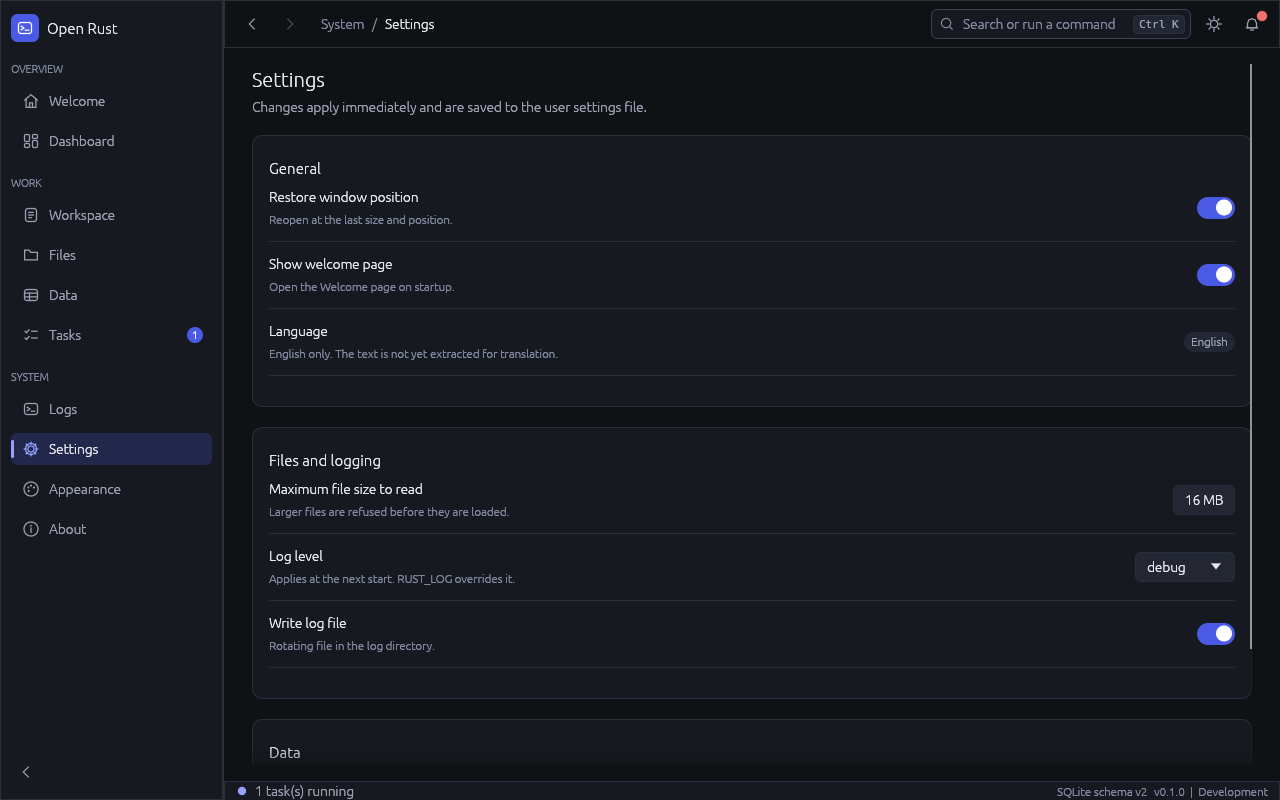 Open Rust
OVERVIEW
Welcome
Dashboard
WORK
Workspace
Files
Data
Tasks 1
SYSTEM
Logs
Settings
Appearance
About
System / Settings
Search or run a command Ctrl K
Settings
Changes apply immediately and are saved to the user settings file.
General
Restore window position
Reopen at the last size and position.
Show welcome page
Open the Welcome page on startup.
Language
English only. The text is not yet extracted for translation.
English
Files and logging
Maximum file size to read
Larger files are refused before they are loaded.
16 MB
Log level
Applies at the next start. RUST_LOG overrides it.
debug
Write log file
Rotating file in the log directory.
Data
1 task(s) running
SQLite schema v2 v0.1.0 | Development